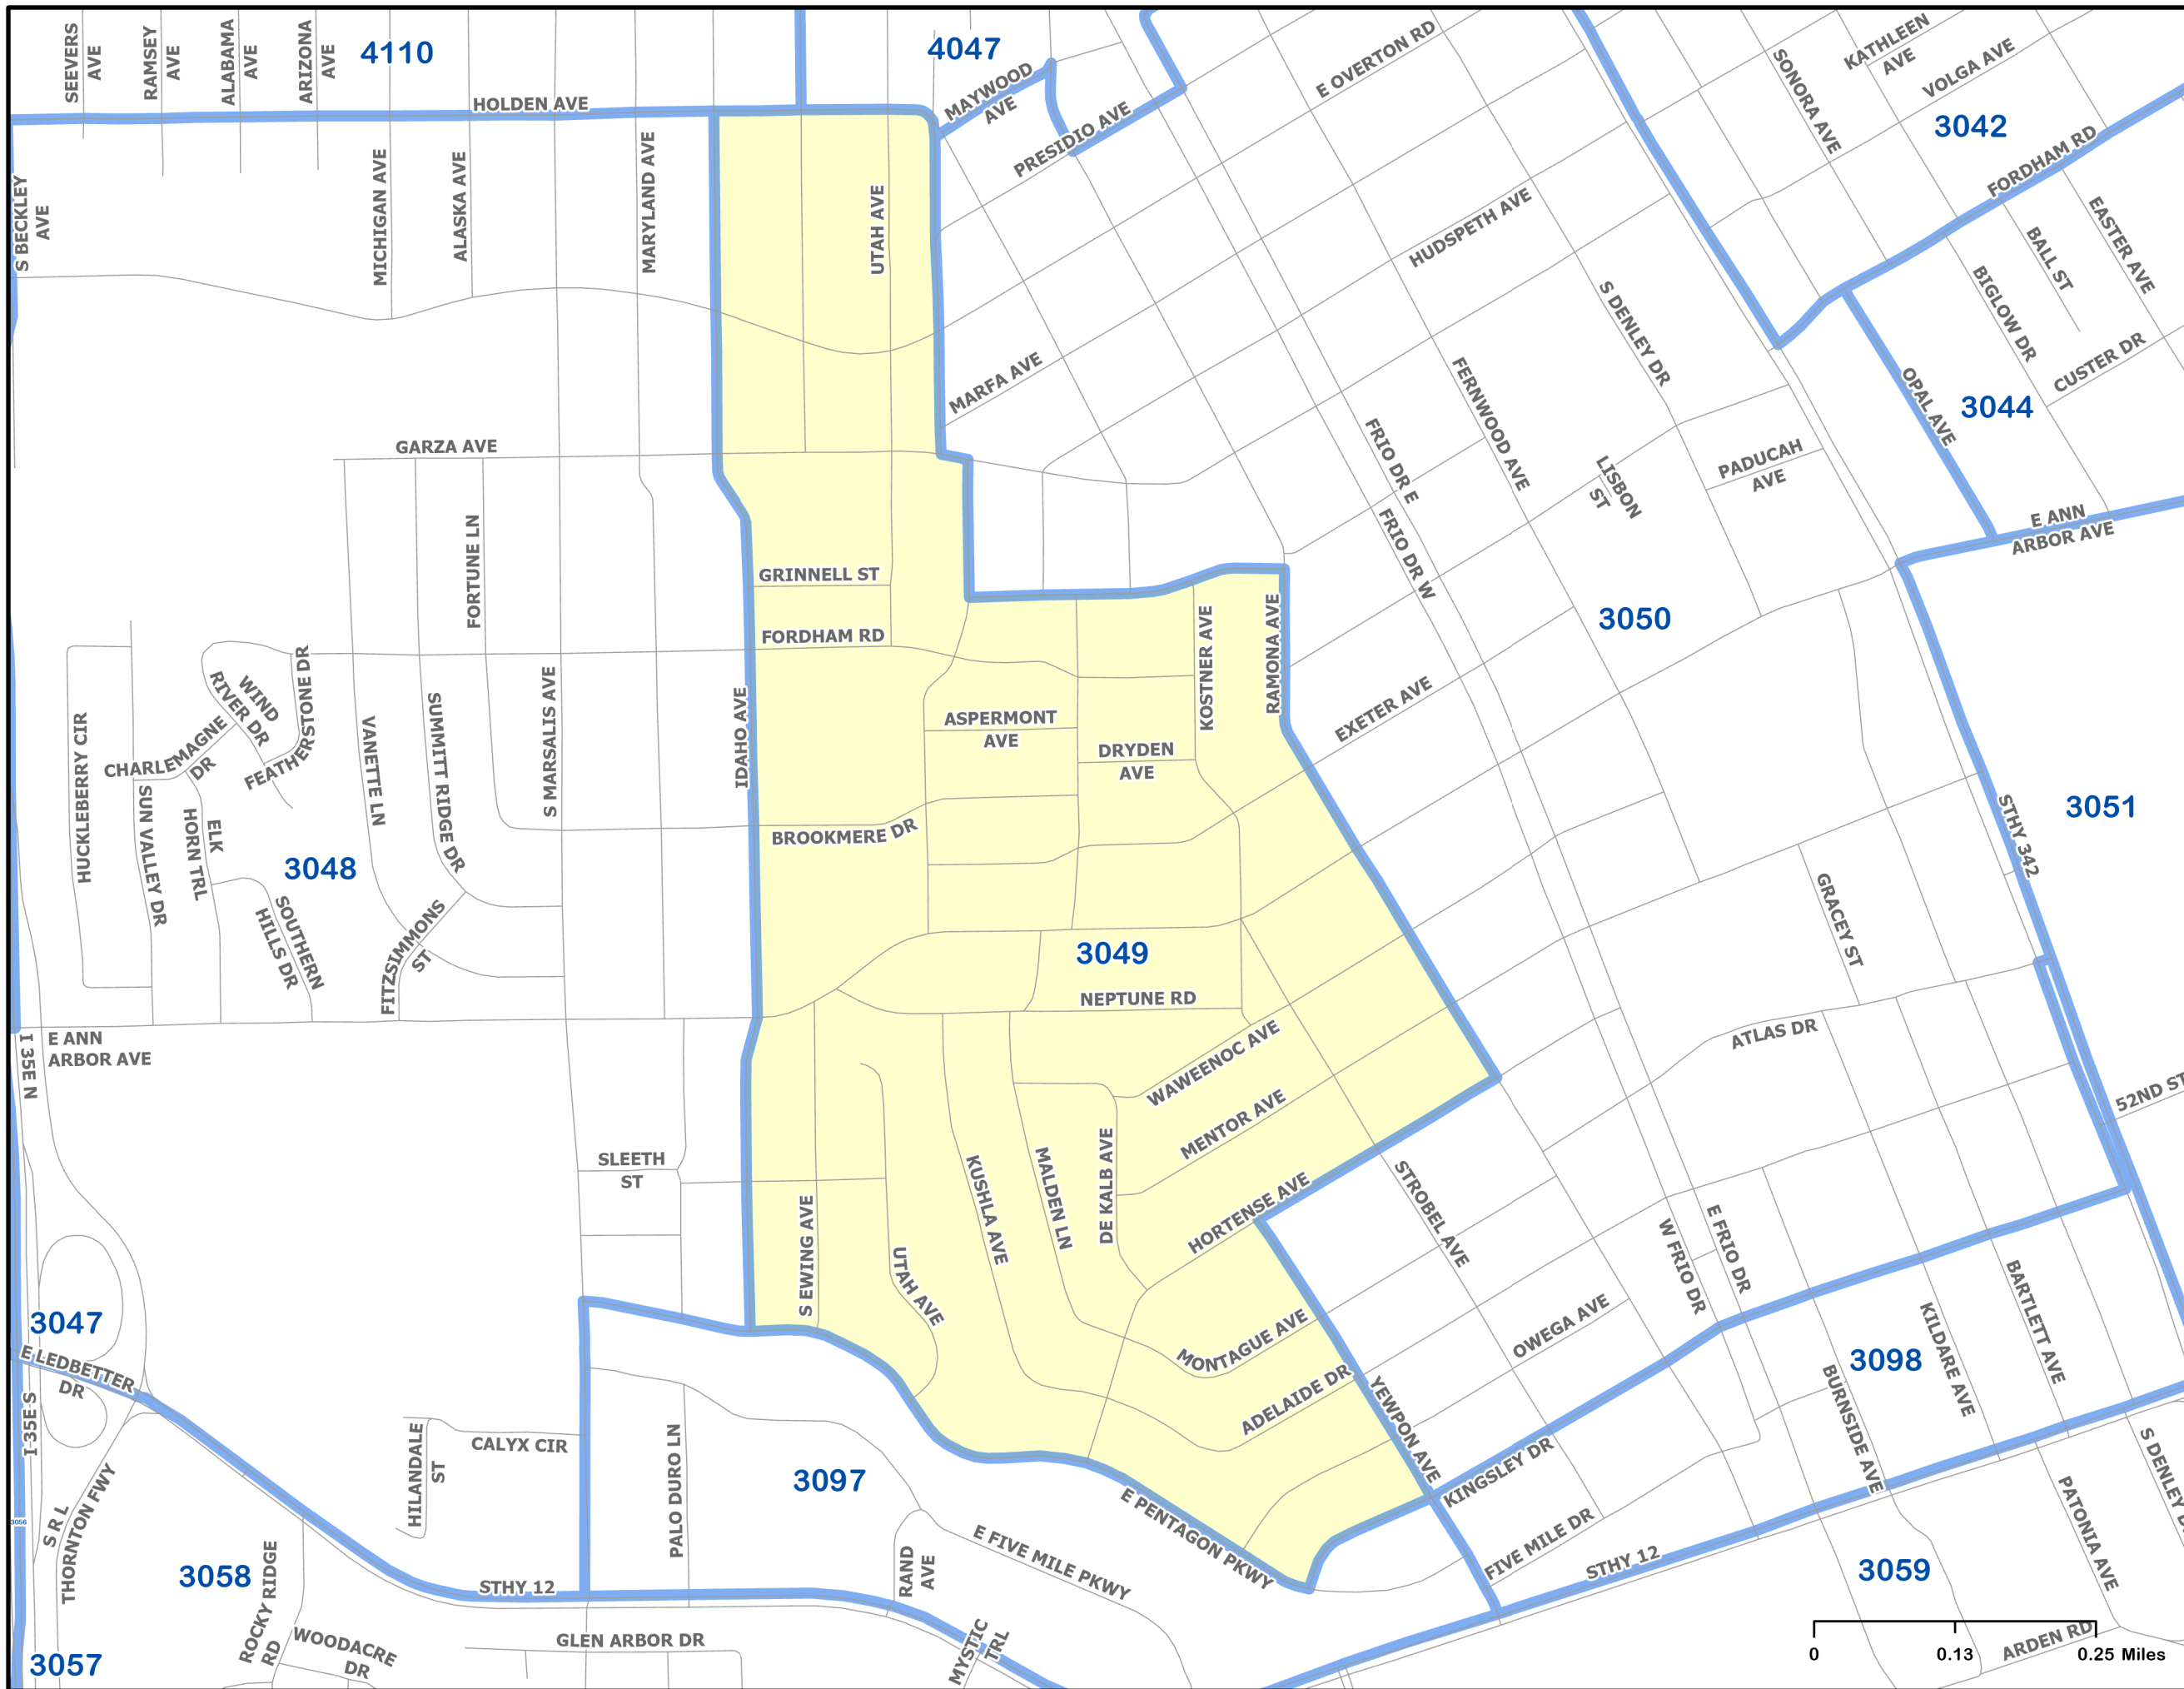 SEEVERS
AVE
RAMSEY
AVE
ALABAMA
AVE
ARIZONA
AVE
4110
4047
HOLDEN AVE
MAYWOOD
AVE
PRESIDIO AVE
E OVERTON RD
SONORA AVE
KATHLEEN
AVE
VOLGA AVE
3042
FORDHAM RD
S BECKLEY
AVE
MICHIGAN AVE
ALASKA AVE
MARYLAND AVE
UTAH AVE
HUDSPETH AVE
EASTER AVE
BALL ST
BIGLOW DR
S DENLEY DR
CUSTER DR
MARFA AVE
FERNWOOD AVE
OPAL AVE
3044
GARZA AVE
FRIO DR E
LISBON
ST
PADUCAH
AVE
FORTUNE LN
FRIO DR W
E ANN
ARBOR AVE
GRINNELL ST
FORDHAM RD
KOSTNER AVE
RAMONA AVE
3050
WIND
RIVER DR
FEATHERSTONE DR
CHARLEMAGNE
DR
HUCKLEBERRY CIR
VANETTE LN
SUMMITT RIDGE DR
S MARSALIS AVE
IDAHO AVE
ASPERMONT
AVE
DRYDEN
AVE
EXETER AVE
SUN VALLEY DR
ELK
HORN TRL
BROOKMERE DR
3051
STHY 342
3048
SOUTHERN
HILLS DR
FITZSIMMONS
ST
3049
GRACEY ST
NEPTUNE RD
I 35E N
E ANN
ARBOR AVE
WAWEENOC AVE
ATLAS DR
MENTOR AVE
52ND ST
SLEETH
ST
KUSHLA AVE
MALDEN LN
DE KALB AVE
HORTENSE AVE
STROBEL AVE
S EWING AVE
UTAH AVE
W FRIO DR
E FRIO DR
BARTLETT AVE
3047
E LEDBETTER
DR
MONTAGUE AVE
OWEGA AVE
KILDARE AVE
3098
BURNSIDE AVE
I-35E S
ADELAIDE DR
YEWPON AVE
CALYX CIR
HILANDALE
ST
PALO DURO LN
3097
KINGSLEY DR
S DENLEY D
S R L
THORNTON FWY
3056
E PENTAGON PKWY
FIVE MILE DR
PATONIA AVE
E FIVE MILE PKWY
RAND
AVE
STHY 12
3058
ROCKY RIDGE
RD
STHY 12
3059
WOODACRE
DR
GLEN ARBOR DR
MYSTIC
TRL
ARDEN RD
3057
0
0.13
0.25 Miles